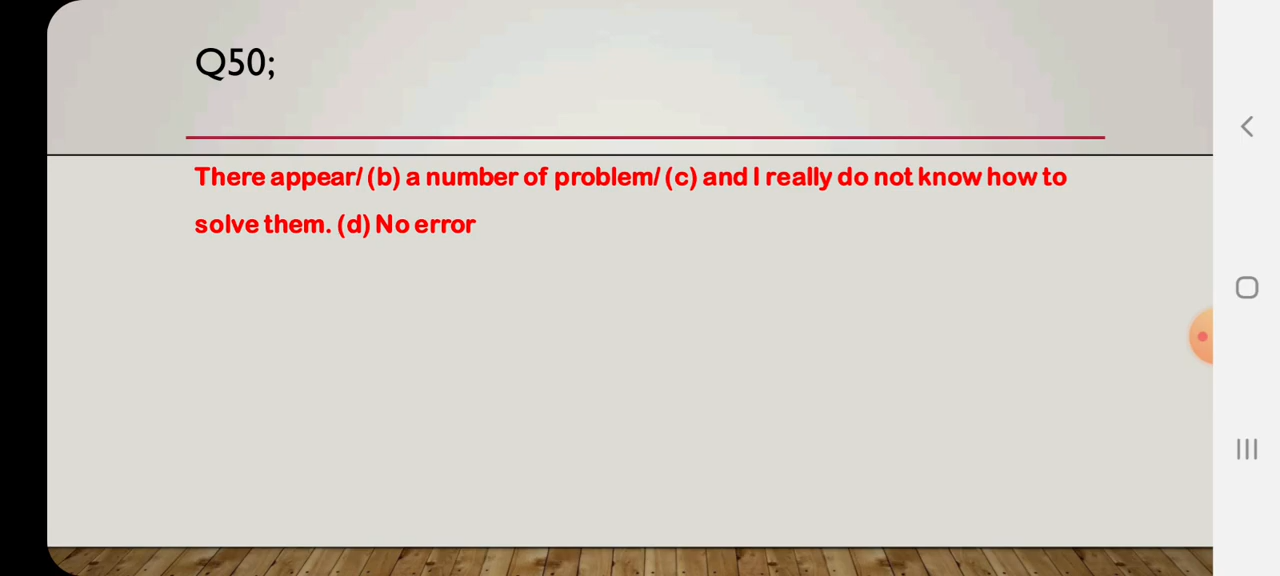 Q50;
There appear/ (b) a number of problem/ (c) and I really do not know how to
solve them. (d) No error